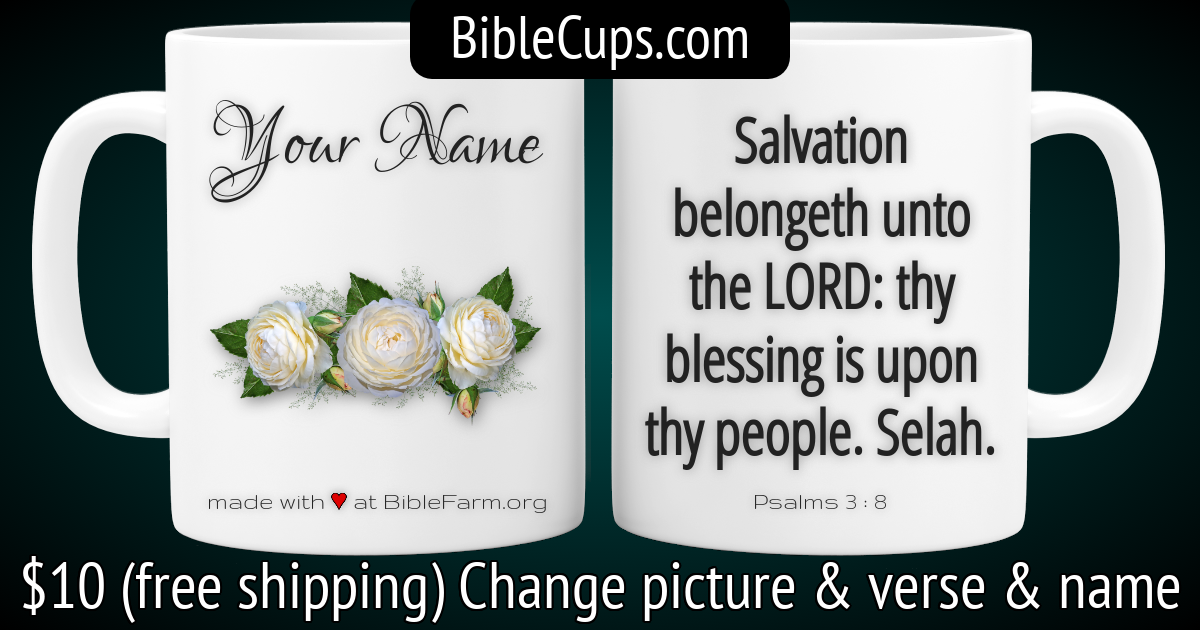 BibleCups.com
Your Name
made with ♥ at BibleFarm.org
Salvation
belongeth unto
the LORD: thy
blessing is upon
thy people. Selah.
Psalms 3 : 8
$10 (free shipping) Change picture & verse & name